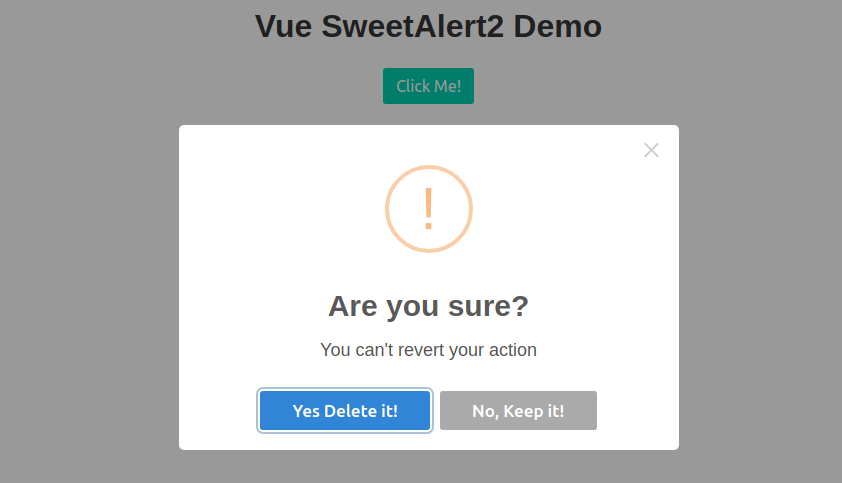 Vue SweetAlert2 Demo
Click Me!
!
Are you sure?
You can't revert your action
Yes Delete it! No, Keep it!